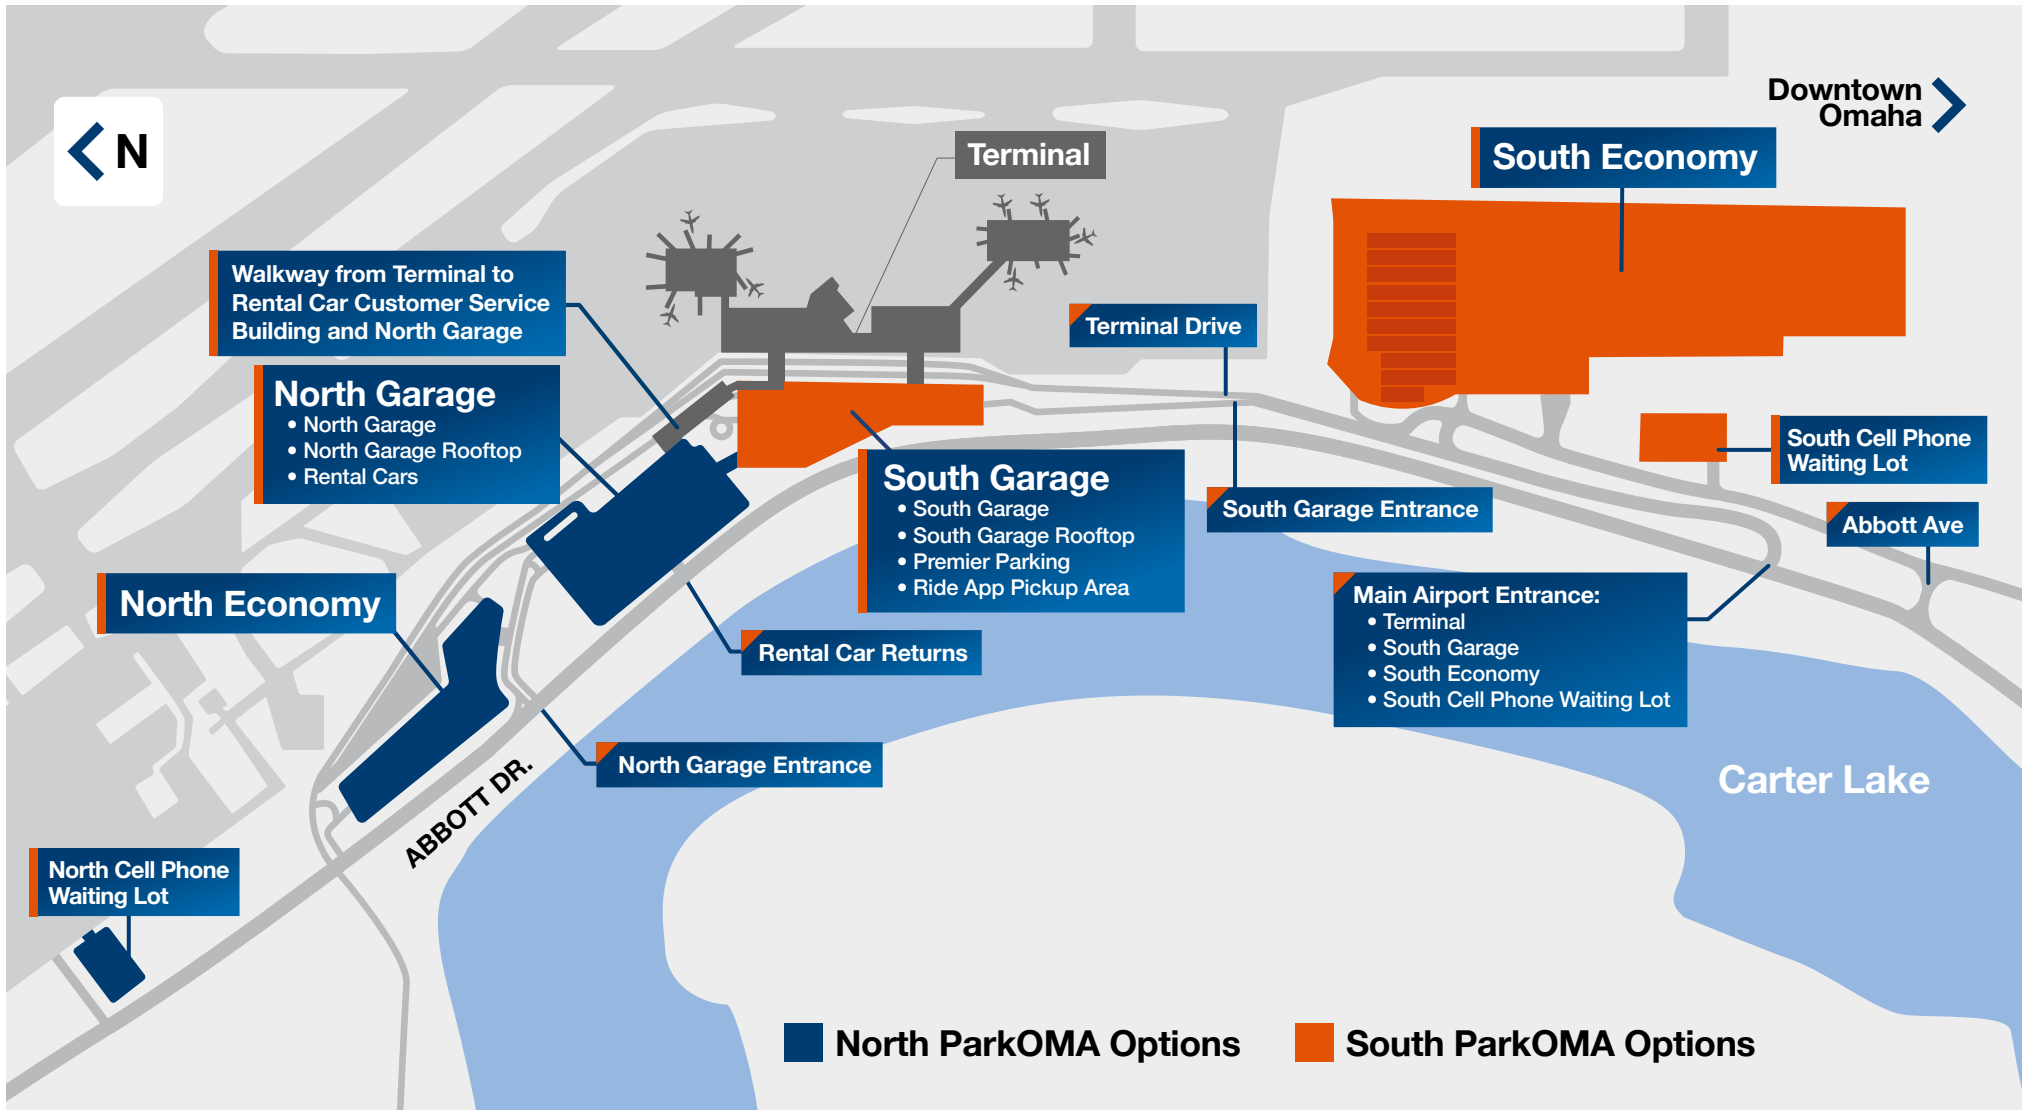 N
Downtown
Omaha
Terminal
South Economy
Walkway from Terminal to
Rental Car Customer Service
Building and North Garage
Terminal Drive
North Garage
• North Garage
• North Garage Rooftop
• Rental Cars
South Cell Phone
Waiting Lot
South Garage
• South Garage
• South Garage Rooftop
• Premier Parking
• Ride App Pickup Area
South Garage Entrance
Abbott Ave
North Economy
Main Airport Entrance:
• Terminal
• South Garage
• South Economy
• South Cell Phone Waiting Lot
Rental Car Returns
North Garage Entrance
ABBOTT DR.
Carter Lake
North Cell Phone
Waiting Lot
North ParkOMA Options
South ParkOMA Options